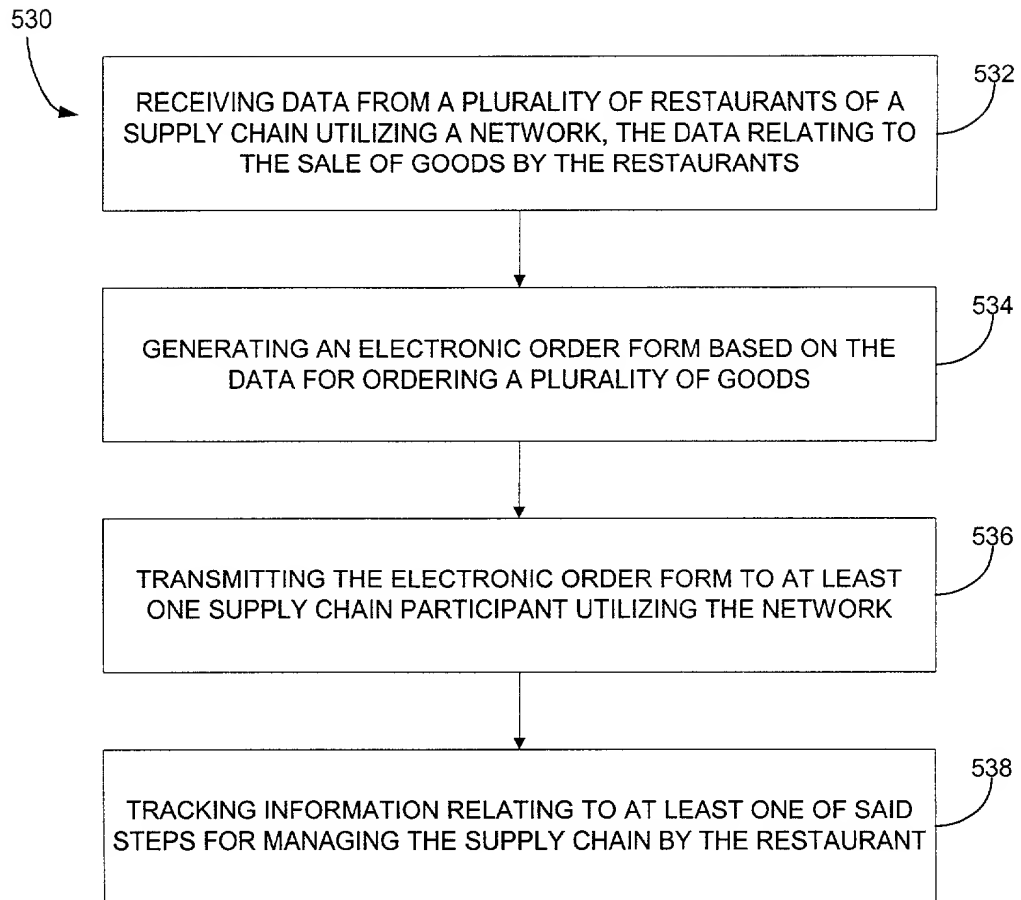 530
532
RECEIVING DATA FROM A PLURALITY OF RESTAURANTS OF A
SUPPLY CHAIN UTILIZING A NETWORK, THE DATA RELATING TO
THE SALE OF GOODS BY THE RESTAURANTS
534
GENERATING AN ELECTRONIC ORDER FORM BASED ON THE
DATA FOR ORDERING A PLURALITY OF GOODS
536
TRANSMITTING THE ELECTRONIC ORDER FORM TO AT LEAST
ONE SUPPLY CHAIN PARTICIPANT UTILIZING THE NETWORK
538
TRACKING INFORMATION RELATING TO AT LEAST ONE OF SAID
STEPS FOR MANAGING THE SUPPLY CHAIN BY THE RESTAURANT